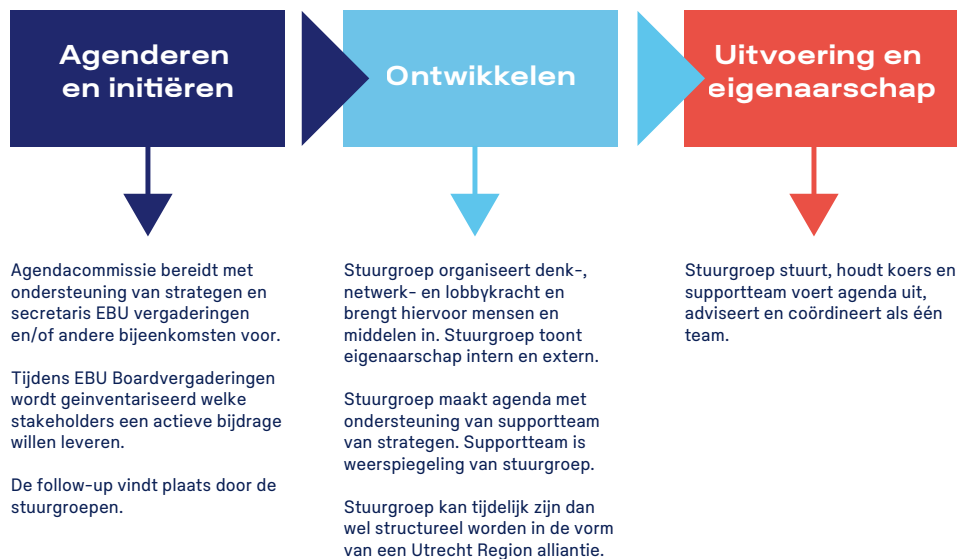 Agenderen
en initiëren
Ontwikkelen
Uitvoering en
eigenaarschap
Agendacommissie bereidt met
ondersteuning van strategen en
secretaris EBU vergaderingen
en/of andere bijeenkomsten voor.
Tijdens EBU Boardvergaderingen
wordt geinventariseerd welke
stakeholders een actieve bijdrage
willen leveren.
De follow-up vindt plaats door de
stuurgroepen.
Stuurgroep organiseert denk-,
netwerk- en lobbykracht en
brengt hiervoor mensen en
middelen in. Stuurgroep toont
eigenaarschap intern en extern.
Stuurgroep maakt agenda met
ondersteuning van supportteam
van strategen. Supportteam is
weerspiegeling van stuurgroep.
Stuurgroep kan tijdelijk zijn dan
wel structureel worden in de vorm
van een Utrecht Region alliantie.
Stuurgroep stuurt, houdt koers en
supportteam voert agenda uit,
adviseert en coördineert als één
team.